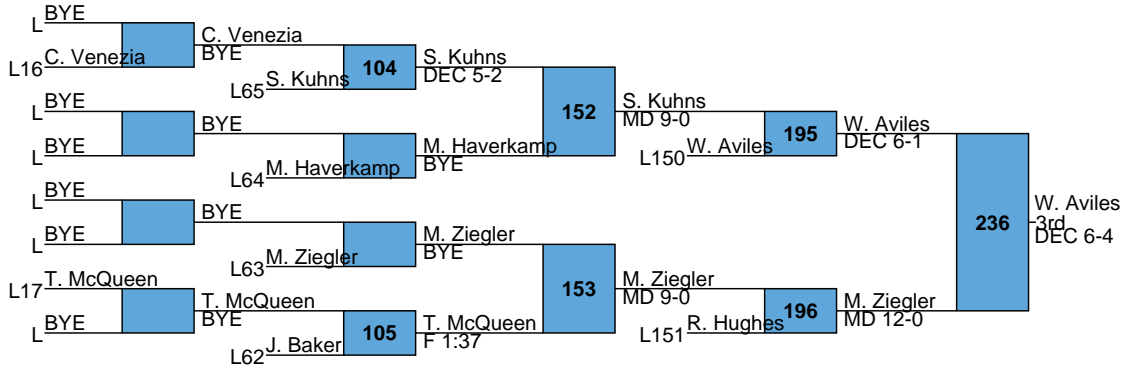 L BYE
L16 C. Venezia
C. Venezia
BYE
L65 S. Kuhns
104
S. Kuhns
DEC 5-2
L BYE
L BYE
BYE
L64 M. Haverkamp
M. Haverkamp
BYE
152
S. Kuhns
MD 9-0
L150 W. Aviles
195
W. Aviles
DEC 6-1
L BYE
L BYE
BYE
L63 M. Ziegler
M. Ziegler
BYE
L17 T. McQueen
L BYE
T. McQueen
BYE
L62 J. Baker
105
T. McQueen
F 1:37
153
M. Ziegler
MD 9-0
L151 R. Hughes
196
M. Ziegler
MD 12-0
236
W. Aviles
3rd
DEC 6-4